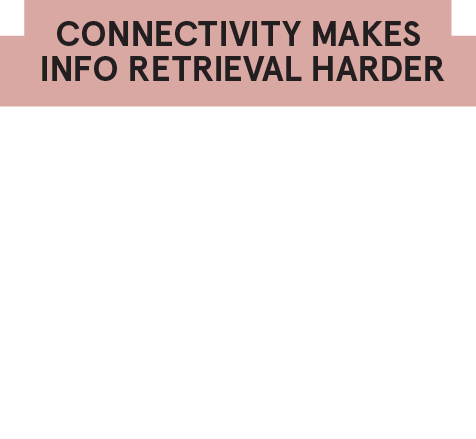 CONNECTIVITY MAKES
INFO RETRIEVAL HARDER